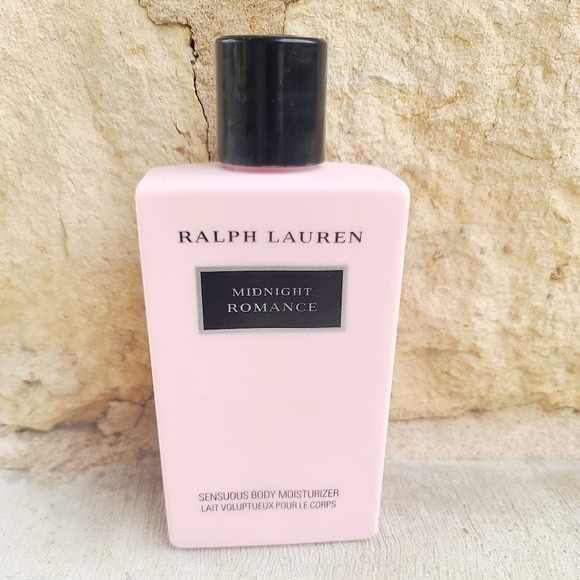 RALPH LAUREN
MIDNIGHT
ROMANCE
SENSUOUS BODY MOISTURIZER
LAIT VOLUPTUEUX POUR LE CORPS